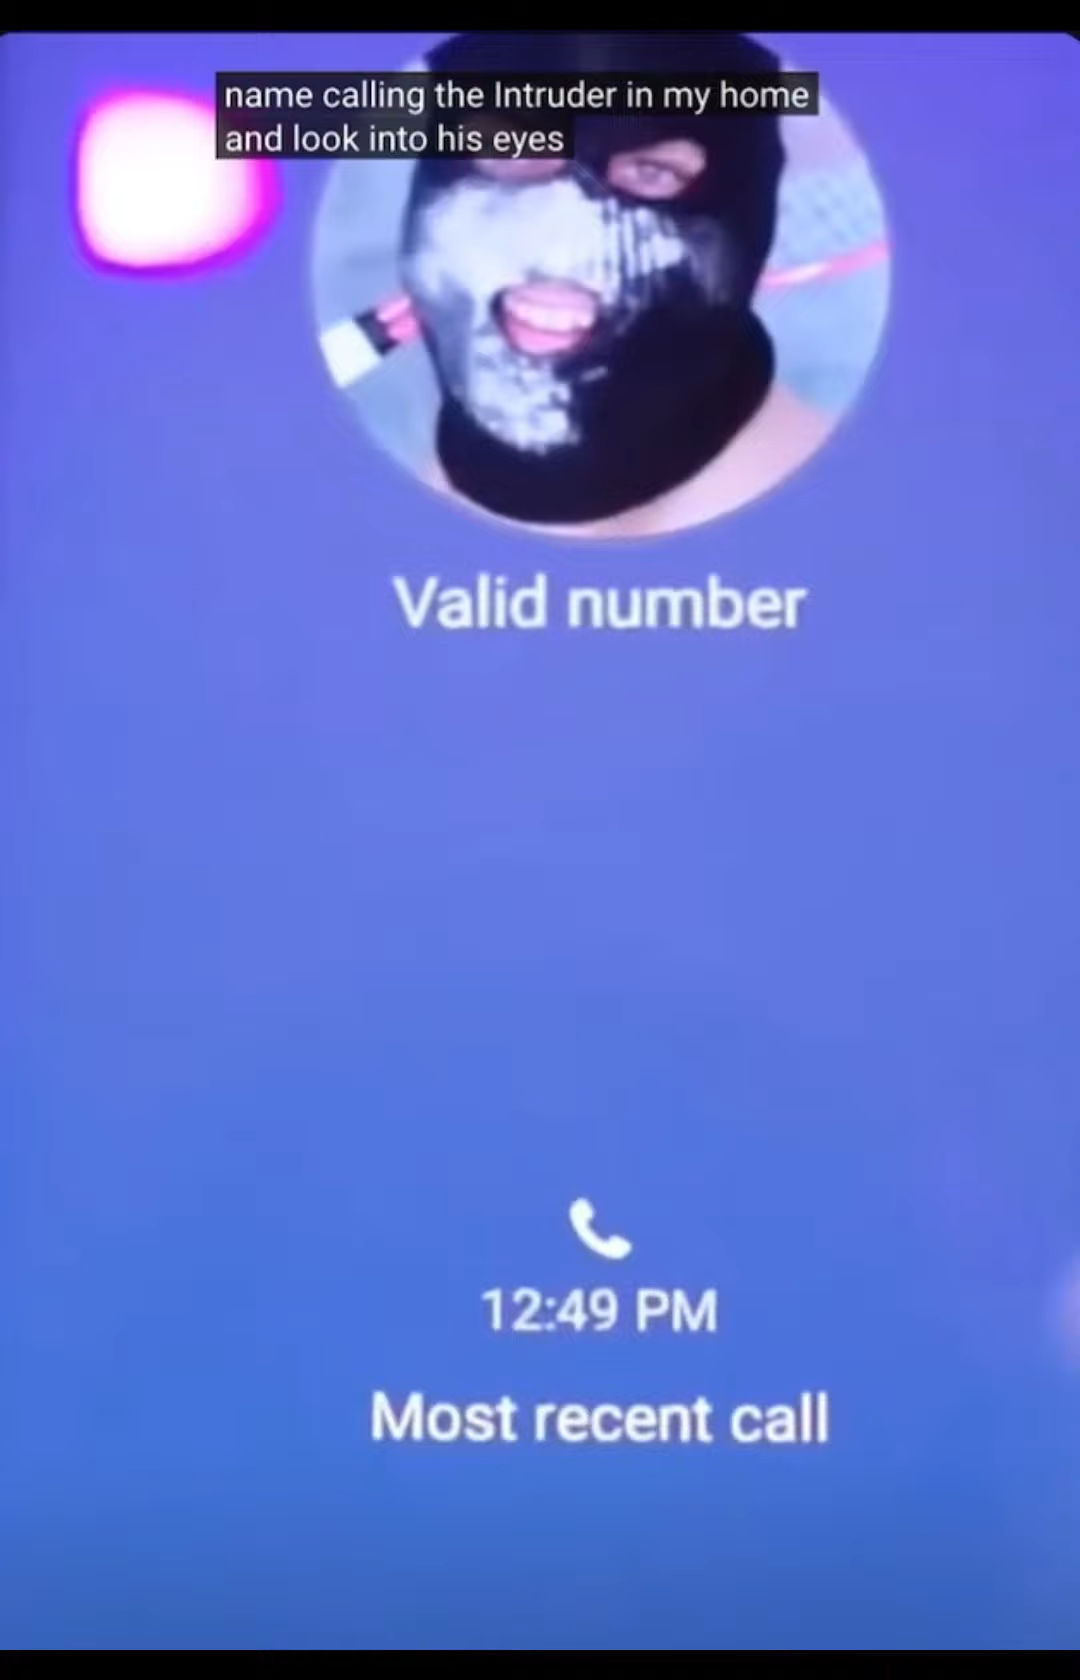 name calling the Intruder in my home
and look into his eyes
Valid number
12:49 PM
Most recent call